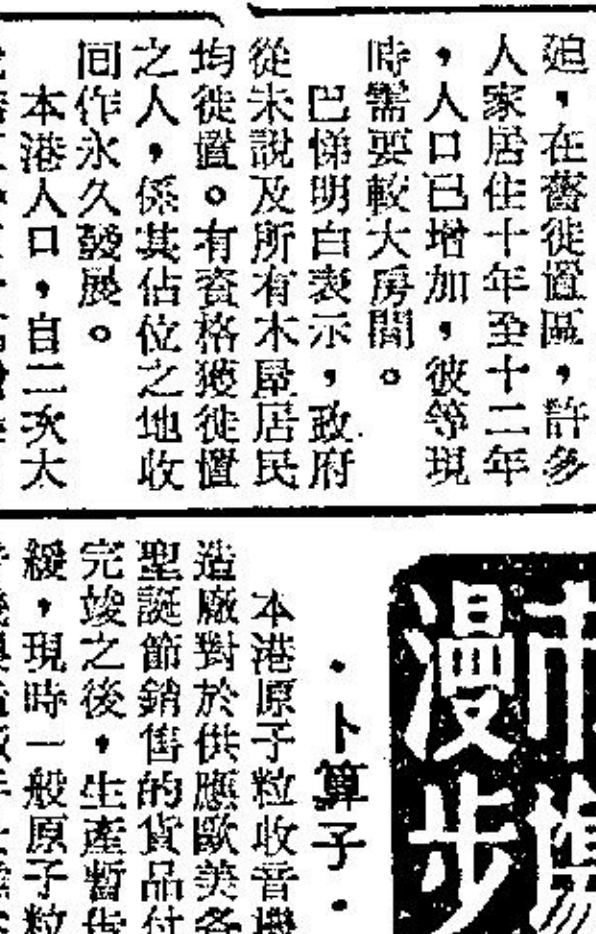 ，在舊徙置區，許多
人家居住十年至十二年
，人口已增加，彼等現
時需要較大房間。
巴悌明白表示，政府
從未說及所有木屋居民
均徙置。有資格獲徙置
之人，係其佔位之地收
回作永久發展。
本港人口，自二次大
市場
漫步
·卜算子·
本港原子粒收音機
造廠對於供應歐美各
聖誕節銷售的貨品付
完竣之後，生產暫告
緩，現時一般原子粒